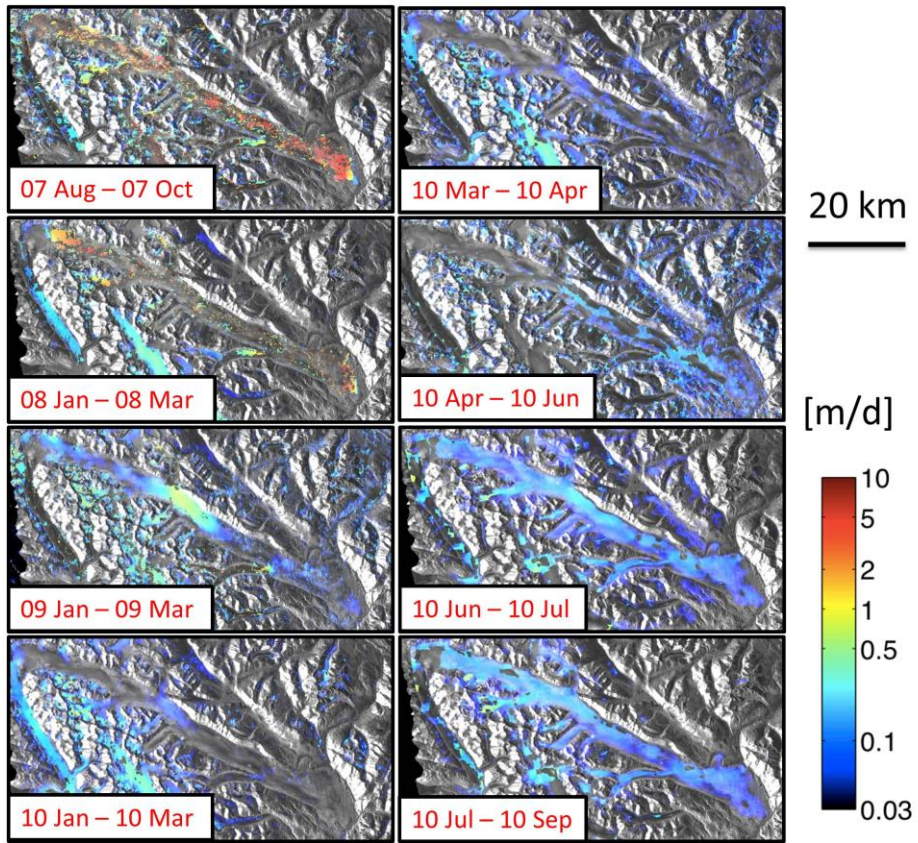 07 Aug – 07 Oct
08 Jan – 08 Mar
09 Jan – 09 Mar
10 Jan – 10 Mar
10 Mar – 10 Apr
10 Apr – 10 Jun
10 Jun – 10 Jul
10 Jul – 10 Sep
20 km
[m/d]
10
5
2
1
0.5
0.1
0.03